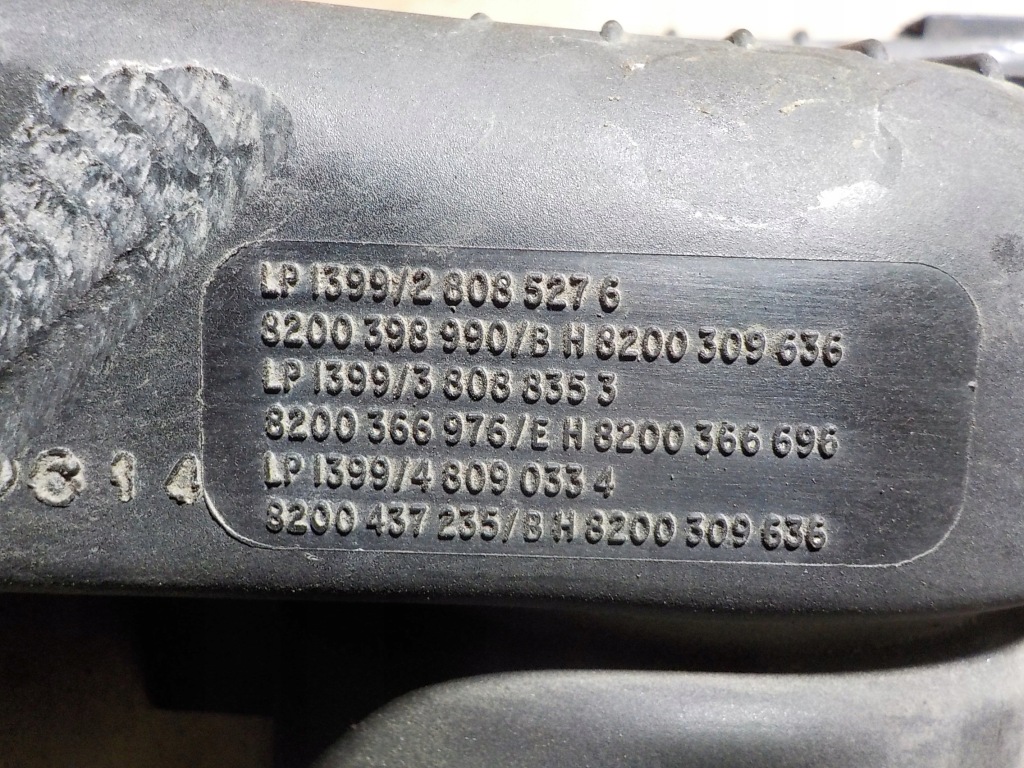 LP 1399/2 808 527 6
8200 398 990/B H 8200 309 636
LP 1399/3 808 835 3
8200 366 976/E H 8200 366 696
LP 1399/4 809 033 4
8200 437 235/B H 8200 309 636
14